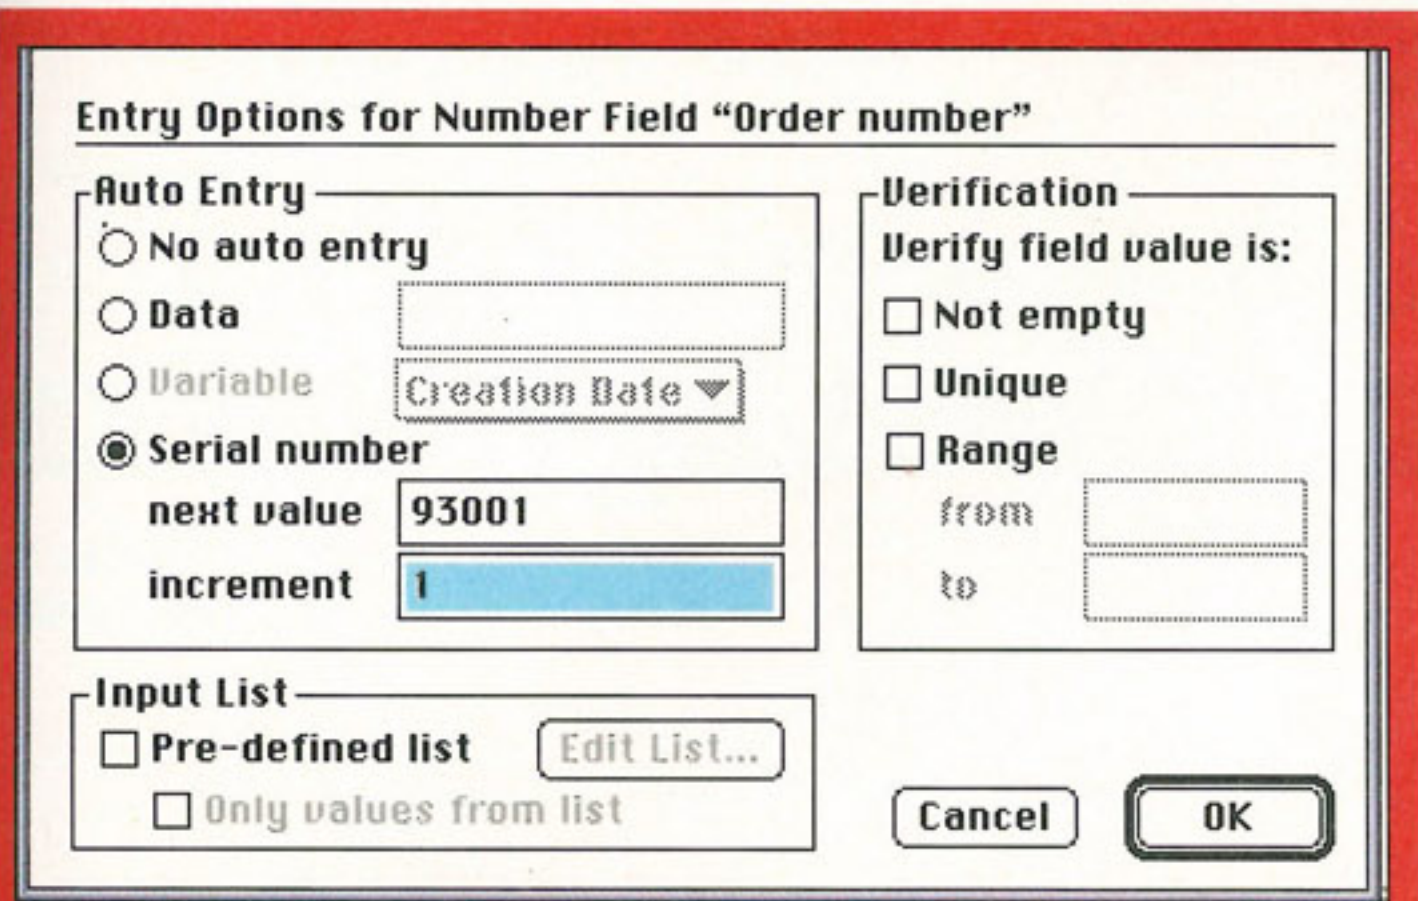 Entry Options for Number Field “Order number”
Auto Entry
No auto entry
Data
Variable
Creation Date
Serial number
next value 93001
increment 1
Verification
Verify field value is:
Not empty
Unique
Range
from
to
Input List
Pre-defined list
Edit List...
Only values from list
Cancel
OK